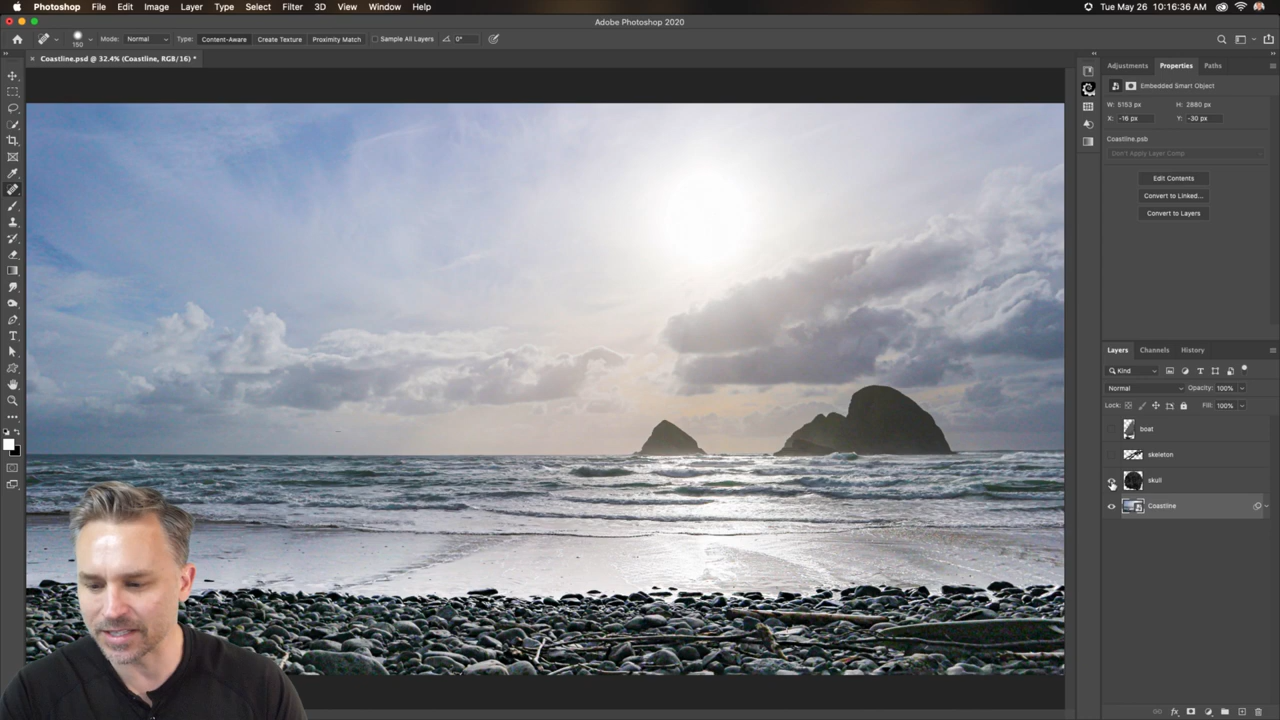 Photoshop File Edit Image Layer Type Select Filter 3D View Window Help Tue May 26 10:16:36 AM
Adobe Photoshop 2020
150 Mode: Normal Type: Content-Aware Create Texture Proximity Match Sample All Layers 0°
Coastline.psd @ 32.4% (Coastline, RGB/16) *
Adjustments Properties Paths
Embedded Smart Object
W: 5153 px H: 2880 px
X: -16 px Y: -30 px
Coastline.psb
Don't Apply Layer Comp
Edit Contents
Convert to Linked...
Convert to Layers
Layers Channels History
Kind
Normal Opacity: 100%
Lock: Fill: 100%
boat
skeleton
skull
Coastline